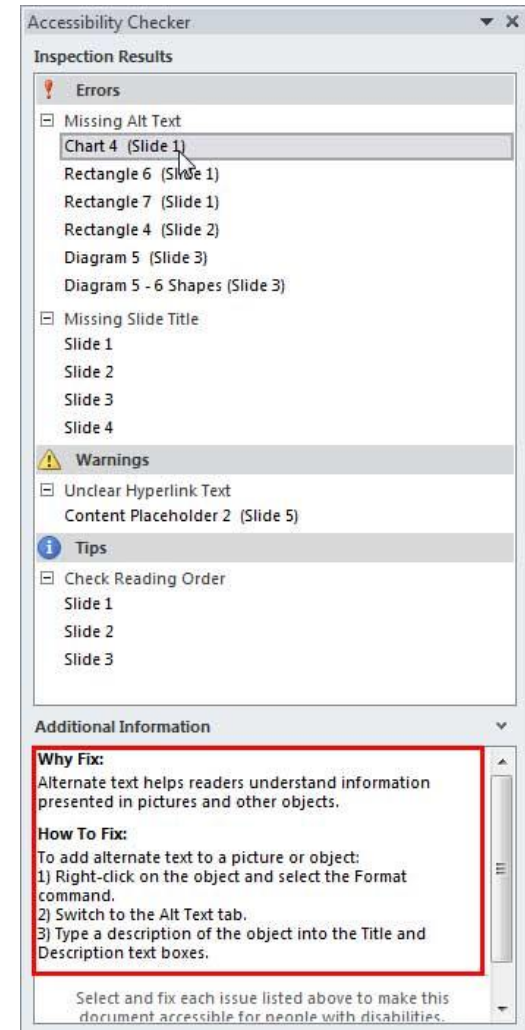 Accessibility Checker
Inspection Results
Errors
Missing Alt Text
Chart 4 (Slide 1)
Rectangle 6 (Slide 1)
Rectangle 7 (Slide 1)
Rectangle 4 (Slide 2)
Diagram 5 (Slide 3)
Diagram 5 - 6 Shapes (Slide 3)
Missing Slide Title
Slide 1
Slide 2
Slide 3
Slide 4
Warnings
Unclear Hyperlink Text
Content Placeholder 2 (Slide 5)
Tips
Check Reading Order
Slide 1
Slide 2
Slide 3
Additional Information
Why Fix:
Alternate text helps readers understand information
presented in pictures and other objects.
How To Fix:
To add alternate text to a picture or object:
1) Right-click on the object and select the Format
command.
2) Switch to the Alt Text tab.
3) Type a description of the object into the Title and
Description text boxes.
Select and fix each issue listed above to make this
document accessible for people with disabilities.